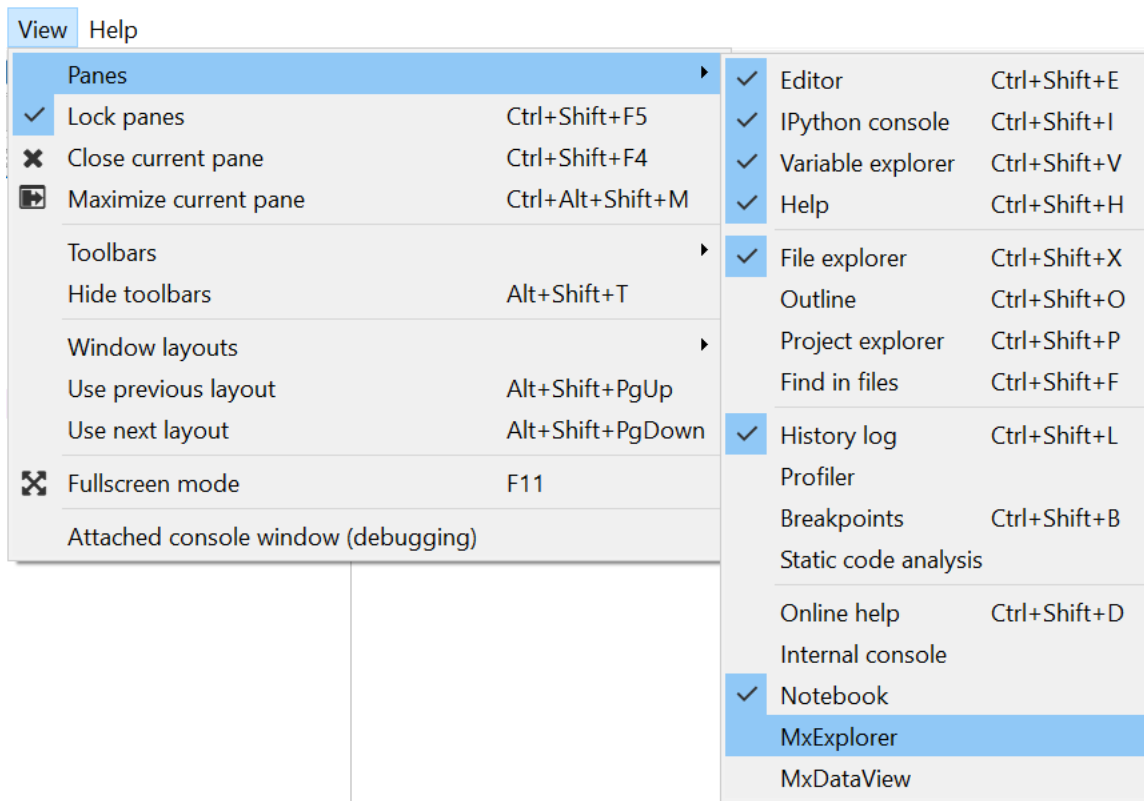 View Help
Panes
Lock panes Ctrl+Shift+F5
Close current pane Ctrl+Shift+F4
Maximize current pane Ctrl+Alt+Shift+M
Toolbars
Hide toolbars Alt+Shift+T
Window layouts
Use previous layout Alt+Shift+PgUp
Use next layout Alt+Shift+PgDown
Fullscreen mode F11
Attached console window (debugging)
Editor Ctrl+Shift+E
IPython console Ctrl+Shift+I
Variable explorer Ctrl+Shift+V
Help Ctrl+Shift+H
File explorer Ctrl+Shift+X
Outline Ctrl+Shift+O
Project explorer Ctrl+Shift+P
Find in files Ctrl+Shift+F
History log Ctrl+Shift+L
Profiler
Breakpoints Ctrl+Shift+B
Static code analysis
Online help Ctrl+Shift+D
Internal console
Notebook
MxExplorer
MxDataView